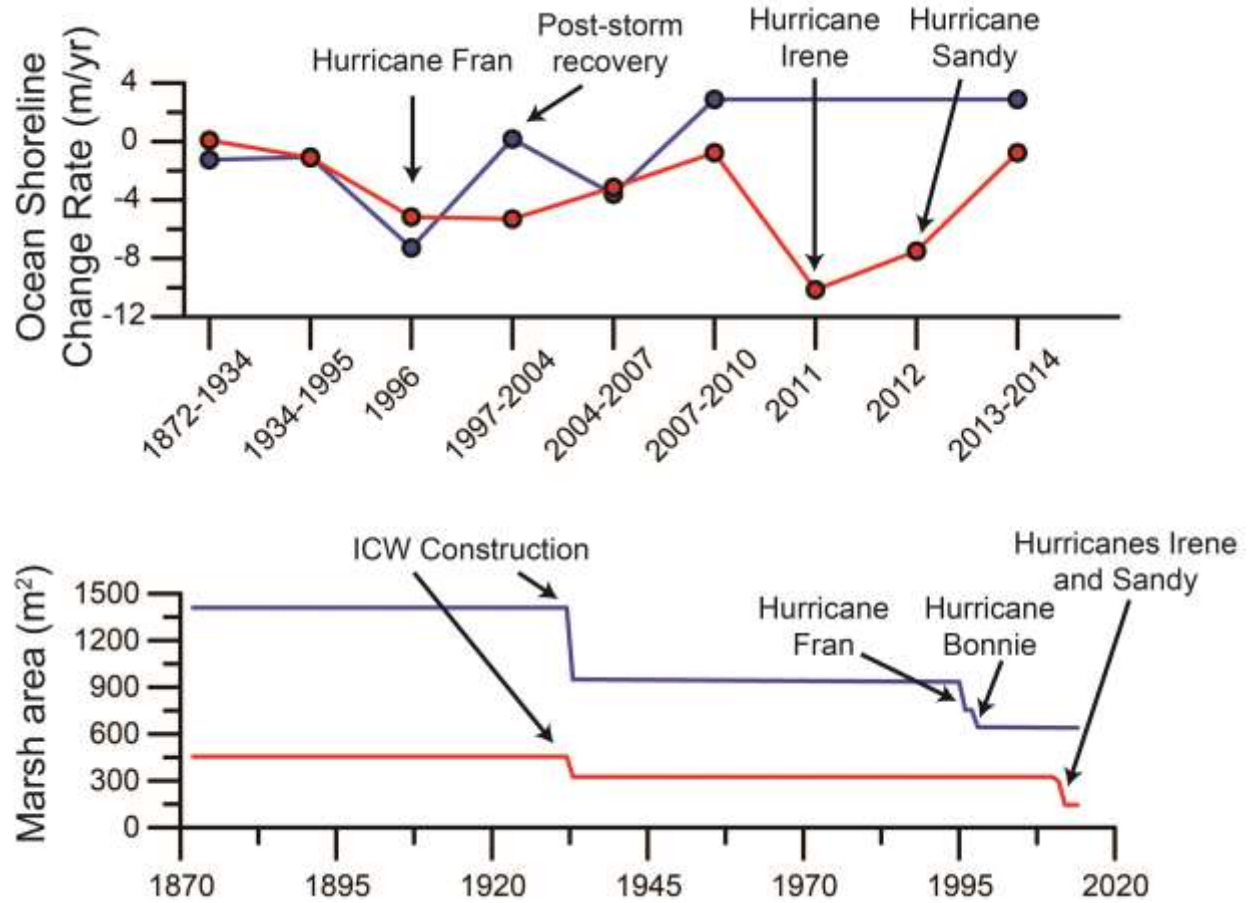 Hurricane Fran
Post-storm
recovery
Hurricane
Irene
Hurricane
Sandy
Ocean Shoreline
Change Rate (m/yr)
4
0
-4
-8
-12
1872-1934
1934-1995
1996
1997-2004
2004-2007
2007-2010
2011
2012
2013-2014
ICW Construction
Hurricane
Fran
Hurricane
Bonnie
Hurricanes Irene
and Sandy
Marsh area (m²)
1500
1200
900
600
300
0
1870
1895
1920
1945
1970
1995
2020